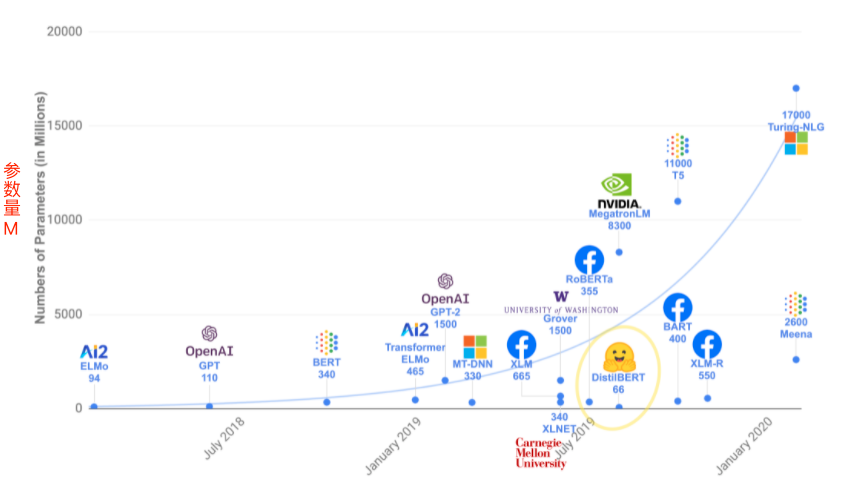 20000
15000
10000
5000
0
Numbers of Parameters (in Millions)
参
数
量
M
Ai2
ELMo
94
OpenAI
GPT
110
BERT
340
Ai2
Transformer
ELMo
465
OpenAI
GPT-2
1500
MT-DNN
330
XLM
665
UNIVERSITY of WASHINGTON
Grover
1500
340
XLNET
Carnegie
Mellon
University
RoBERTa
355
NVIDIA.
MegatronLM
8300
DistilBERT
66
11000
T5
BART
400
XLM-R
550
17000
Turing-NLG
2600
Meena
July 2018
January 2019
July 2019
January 2020